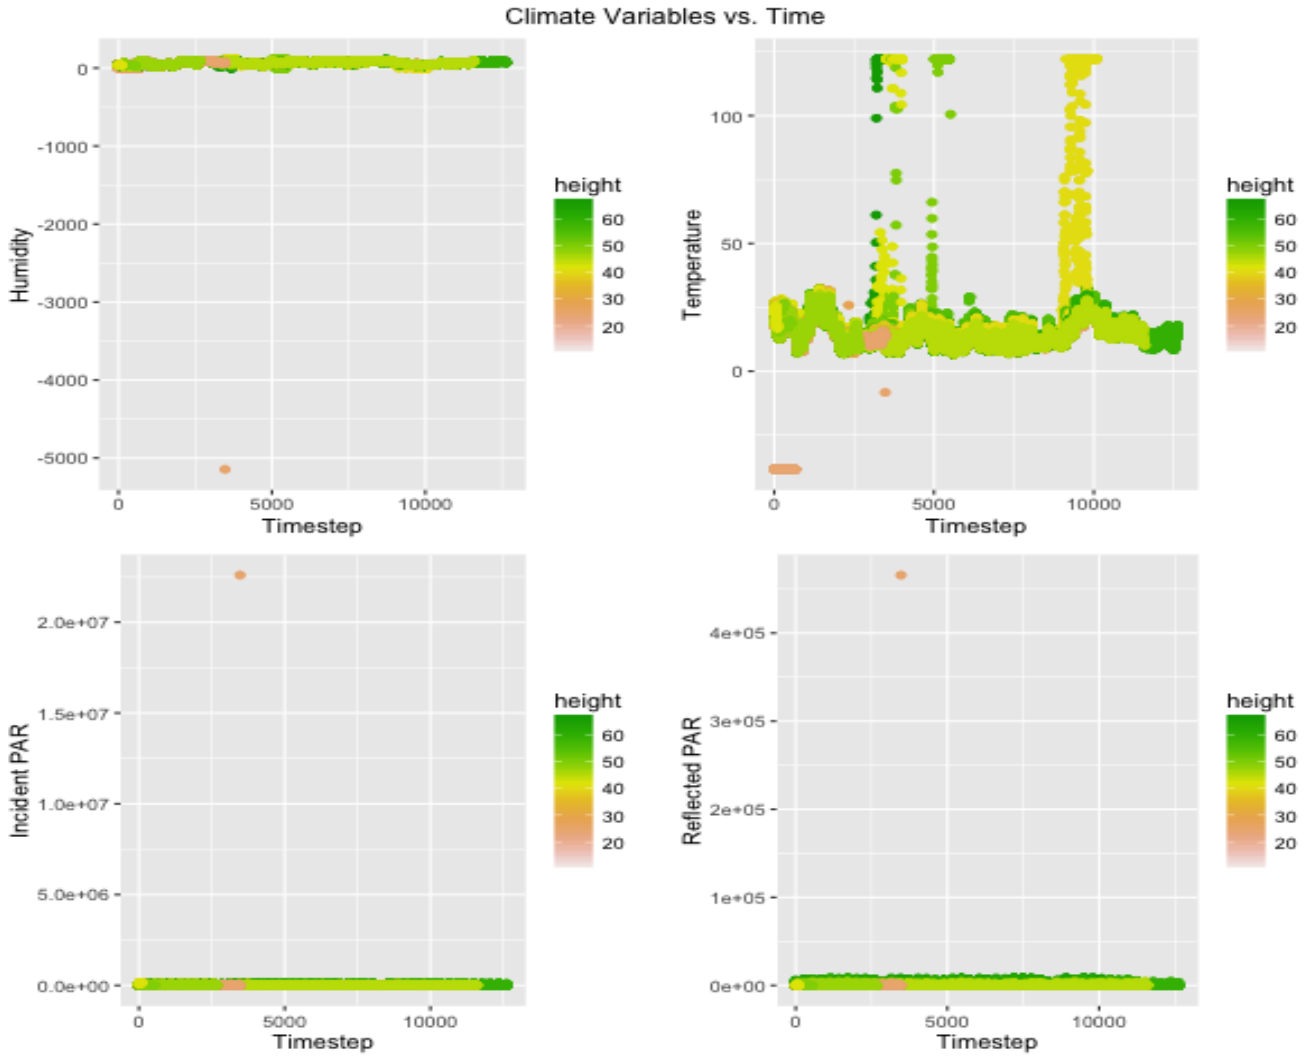 Climate Variables vs. Time
0
-1000
-2000
-3000
-4000
-5000
Humidity
0
5000
10000
Timestep
height
60
50
40
30
20
100
50
0
Temperature
0
5000
10000
Timestep
height
60
50
40
30
20
2.0e+07
1.5e+07
1.0e+07
5.0e+06
0.0e+00
Incident PAR
0
5000
10000
Timestep
height
60
50
40
30
20
4e+05
3e+05
2e+05
1e+05
0e+00
Reflected PAR
0
5000
10000
Timestep
height
60
50
40
30
20